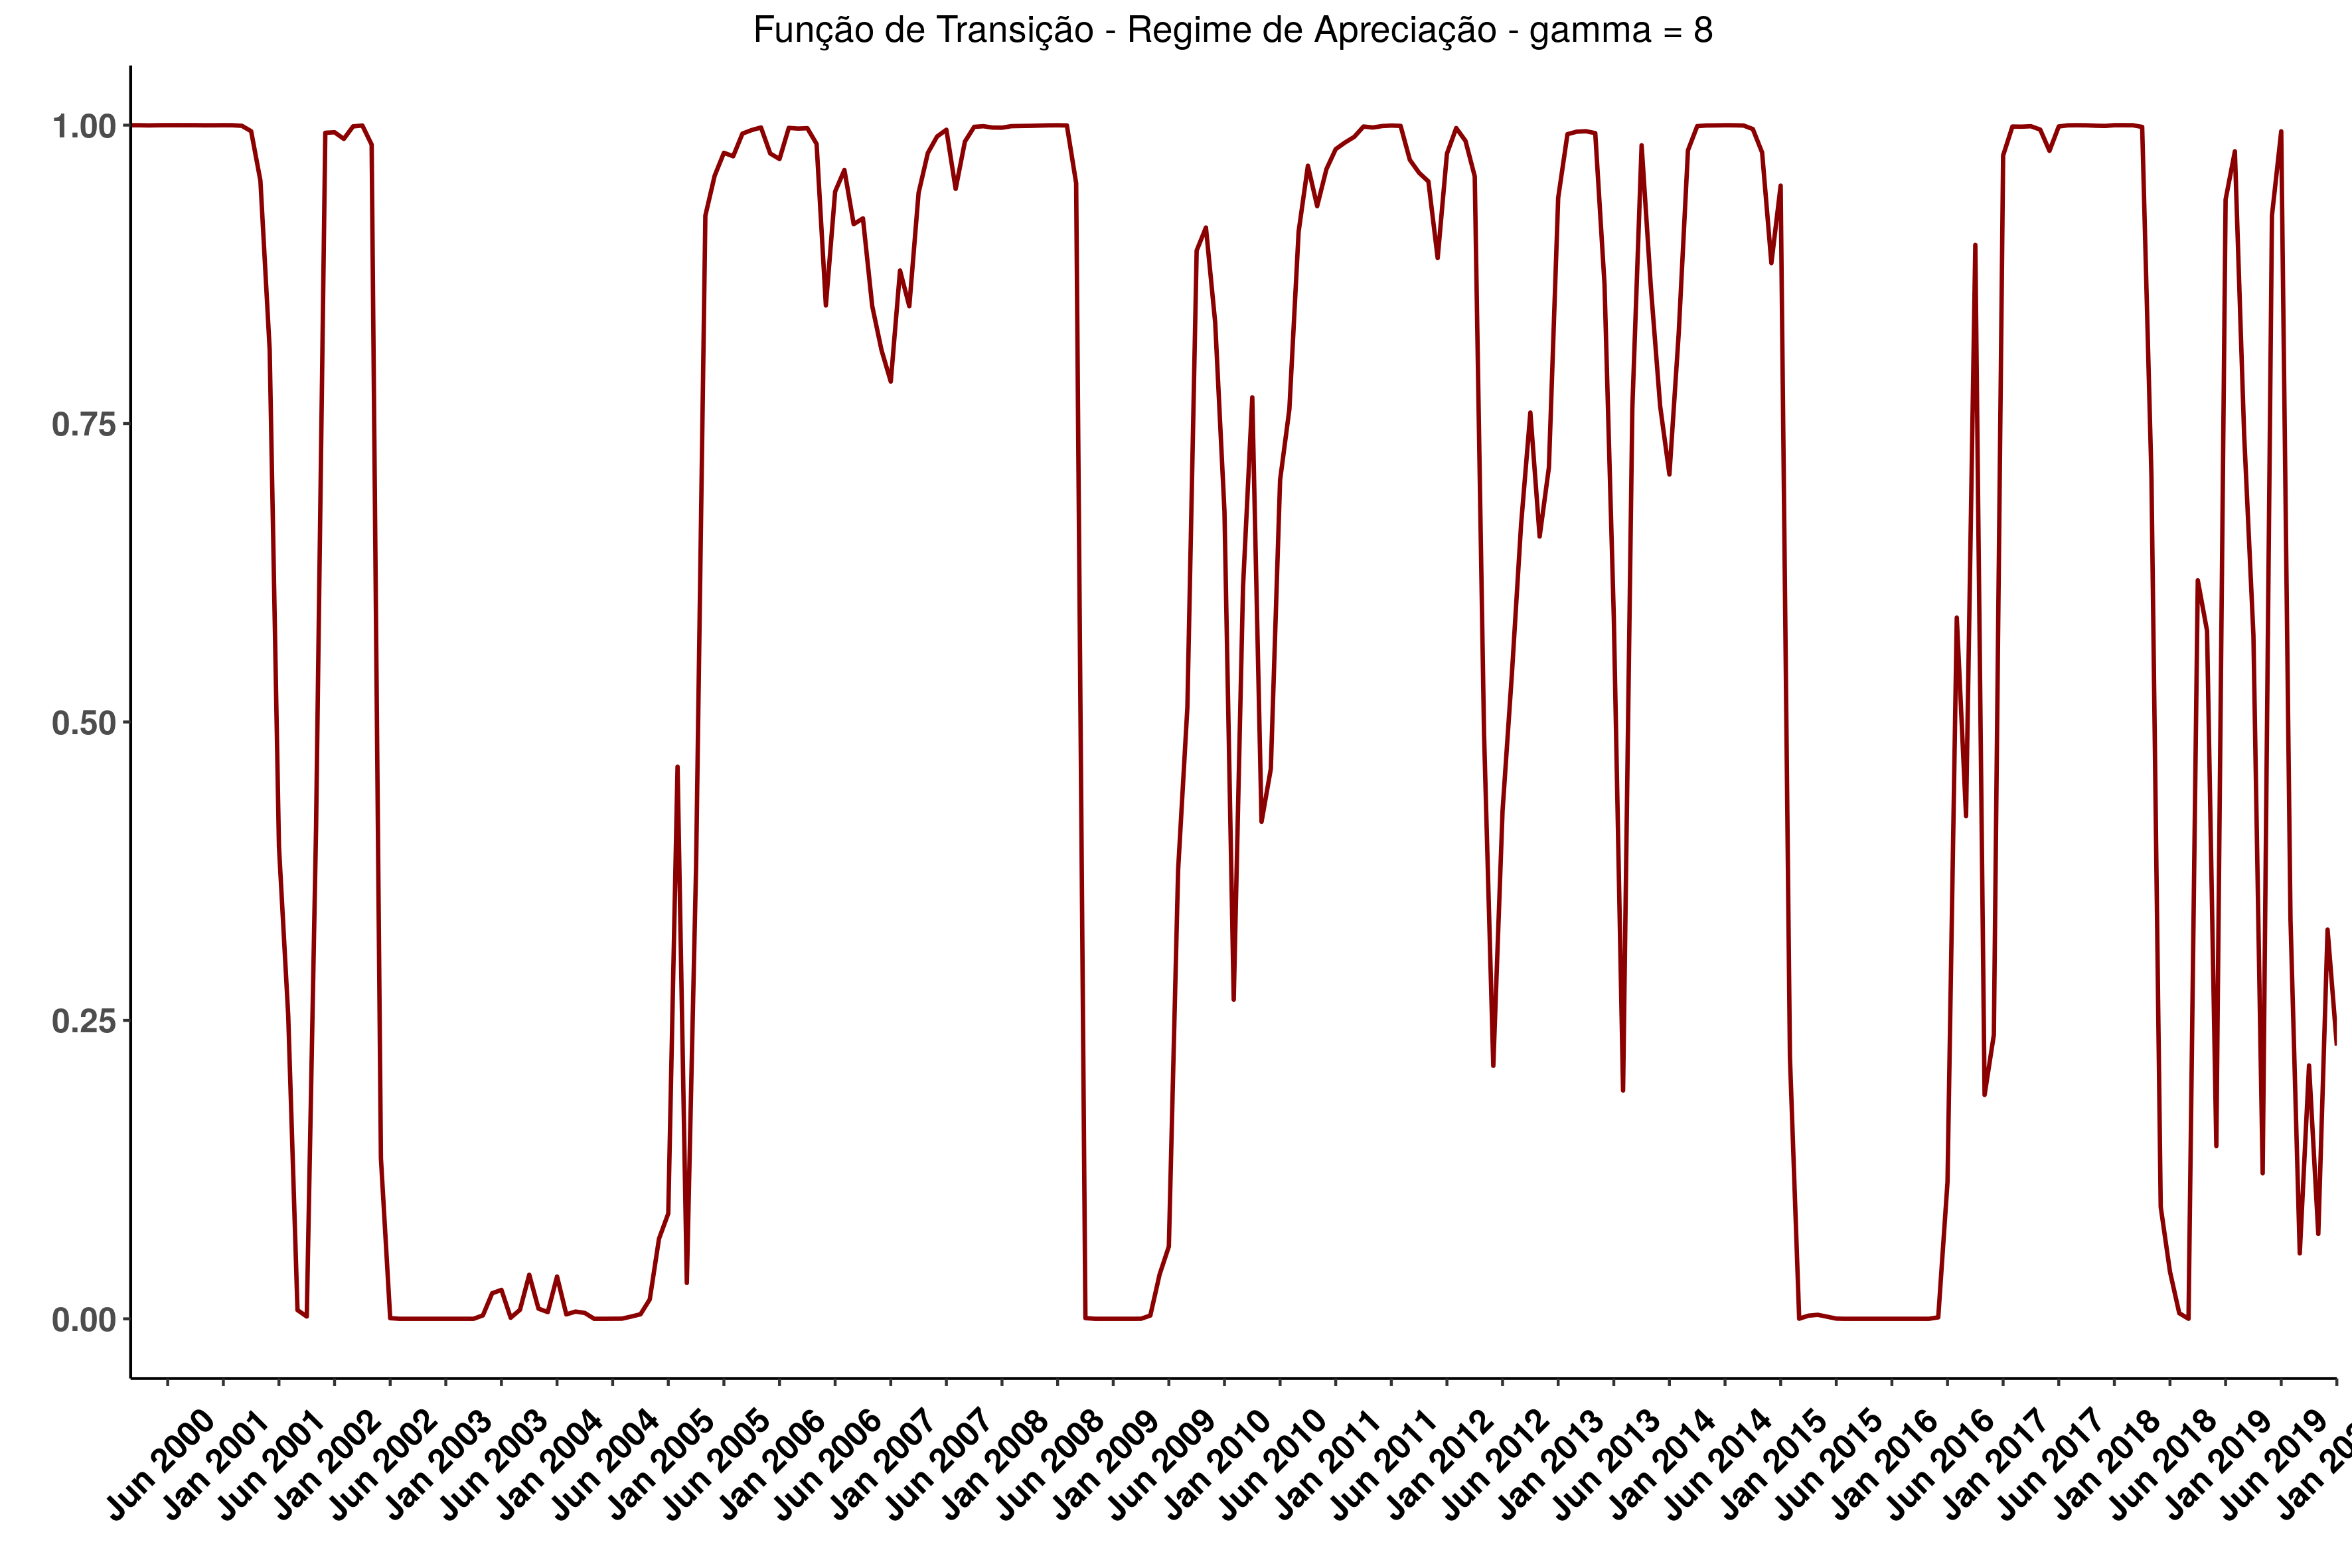 Função de Transição - Regime de Apreciação - gamma = 8
1.00
0.75
0.50
0.25
0.00
Jun 2000
Jan 2001
Jun 2001
Jan 2002
Jun 2002
Jan 2003
Jun 2003
Jan 2004
Jun 2004
Jan 2005
Jun 2005
Jan 2006
Jun 2006
Jan 2007
Jun 2007
Jan 2008
Jun 2008
Jan 2009
Jun 2009
Jan 2010
Jun 2010
Jan 2011
Jun 2011
Jan 2012
Jun 2012
Jan 2013
Jun 2013
Jan 2014
Jun 2014
Jan 2015
Jun 2015
Jan 2016
Jun 2016
Jan 2017
Jun 2017
Jan 2018
Jun 2018
Jan 2019
Jun 2019
Jan